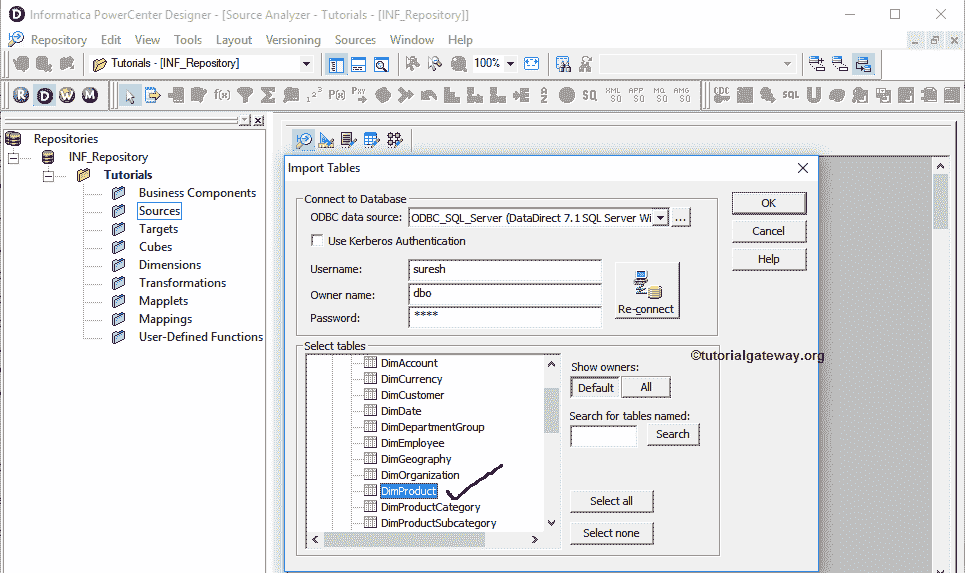 Informatica PowerCenter Designer - [Source Analyzer - Tutorials - [INF_Repository]]
Repository Edit View Tools Layout Versioning Sources Window Help
Tutorials - [INF_Repository]
100%
Repositories
INF_Repository
Tutorials
Business Components
Sources
Targets
Cubes
Dimensions
Transformations
Mapplets
Mappings
User-Defined Functions
Import Tables
Connect to Database
ODBC data source: ODBC_SQL_Server (DataDirect 7.1 SQL Server Wi ...
Use Kerberos Authentication
Username: suresh
Owner name: dbo
Password: ****
Re-connect
OK
Cancel
Help
Select tables
DimAccount
DimCurrency
DimCustomer
DimDate
DimDepartmentGroup
DimEmployee
DimGeography
DimOrganization
DimProduct
DimProductCategory
DimProductSubcategory
Show owners:
Default All
Search for tables named:
Search
Select all
Select none
©tutorialgateway.org